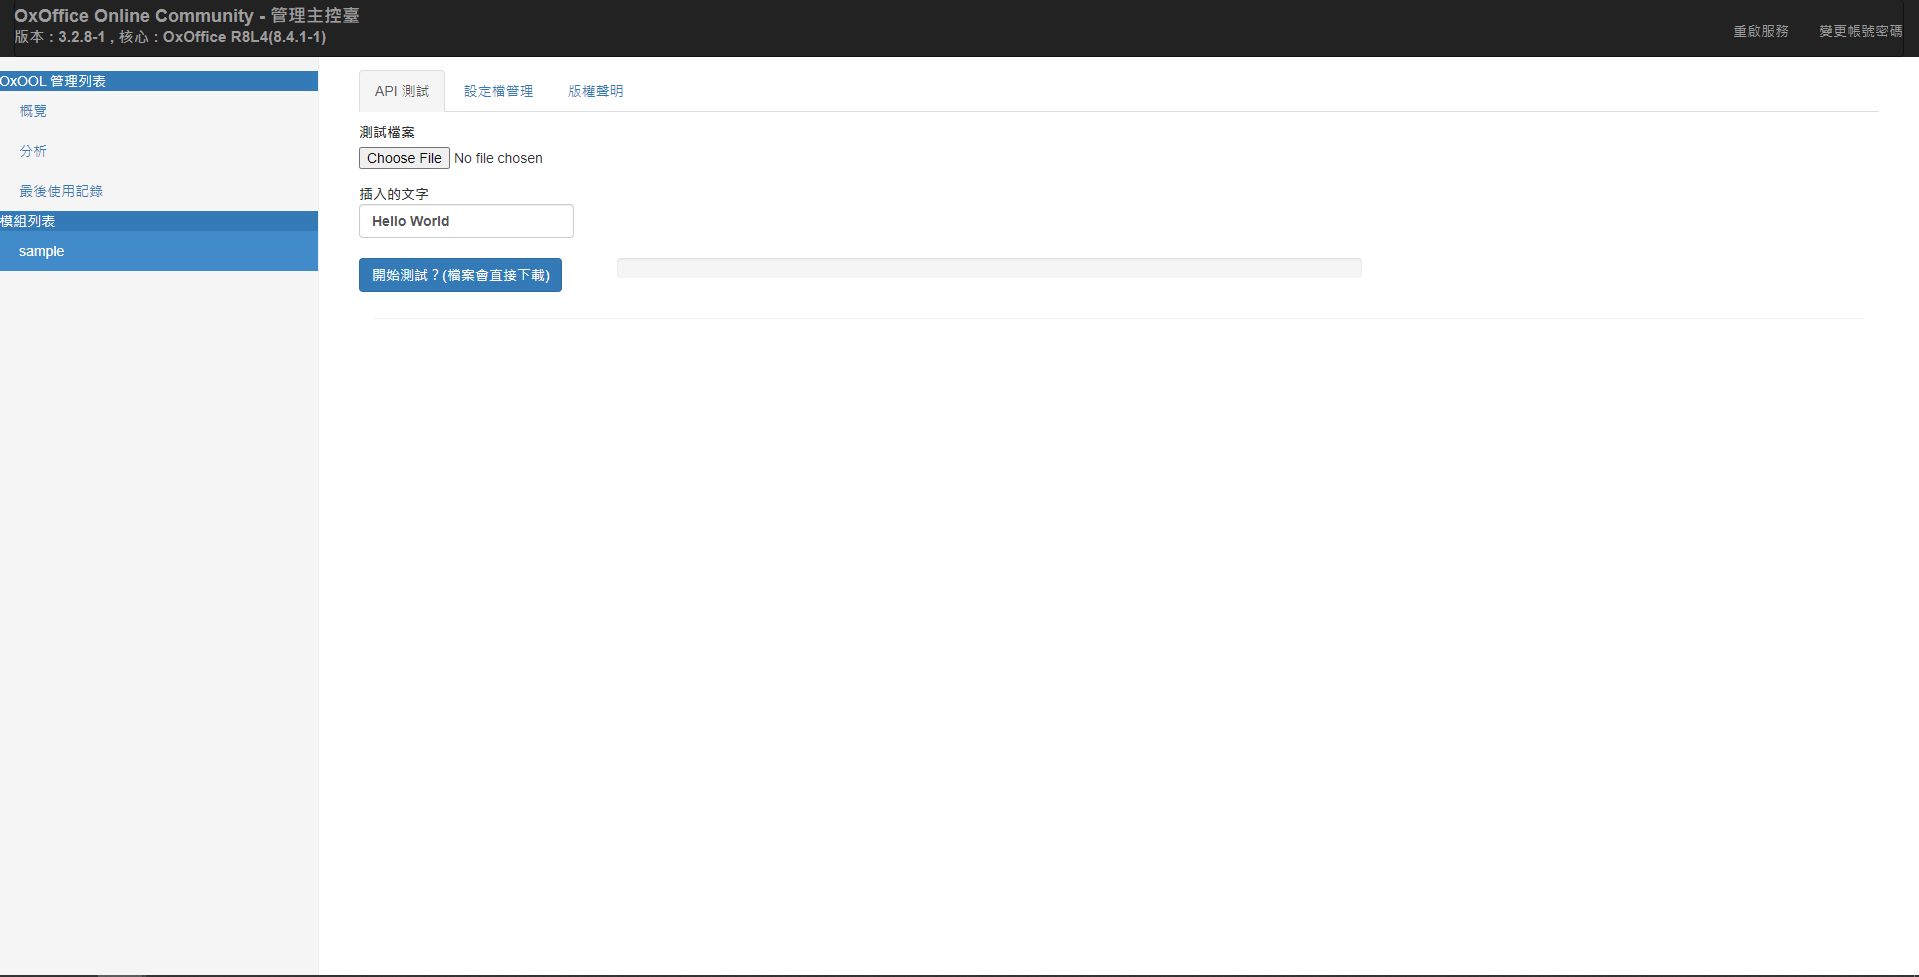 OxOffice Online Community - 管理主控臺
版本 : 3.2.8-1 , 核心 : OxOffice R8L4(8.4.1-1)
重啟服務 變更帳號密碼
OxOOL 管理列表
概覽
分析
最後使用記錄
模組列表
sample
API 測試 設定檔管理 版權聲明
測試檔案
Choose File No file chosen
插入的文字
Hello World
開始測試？(檔案會直接下載)